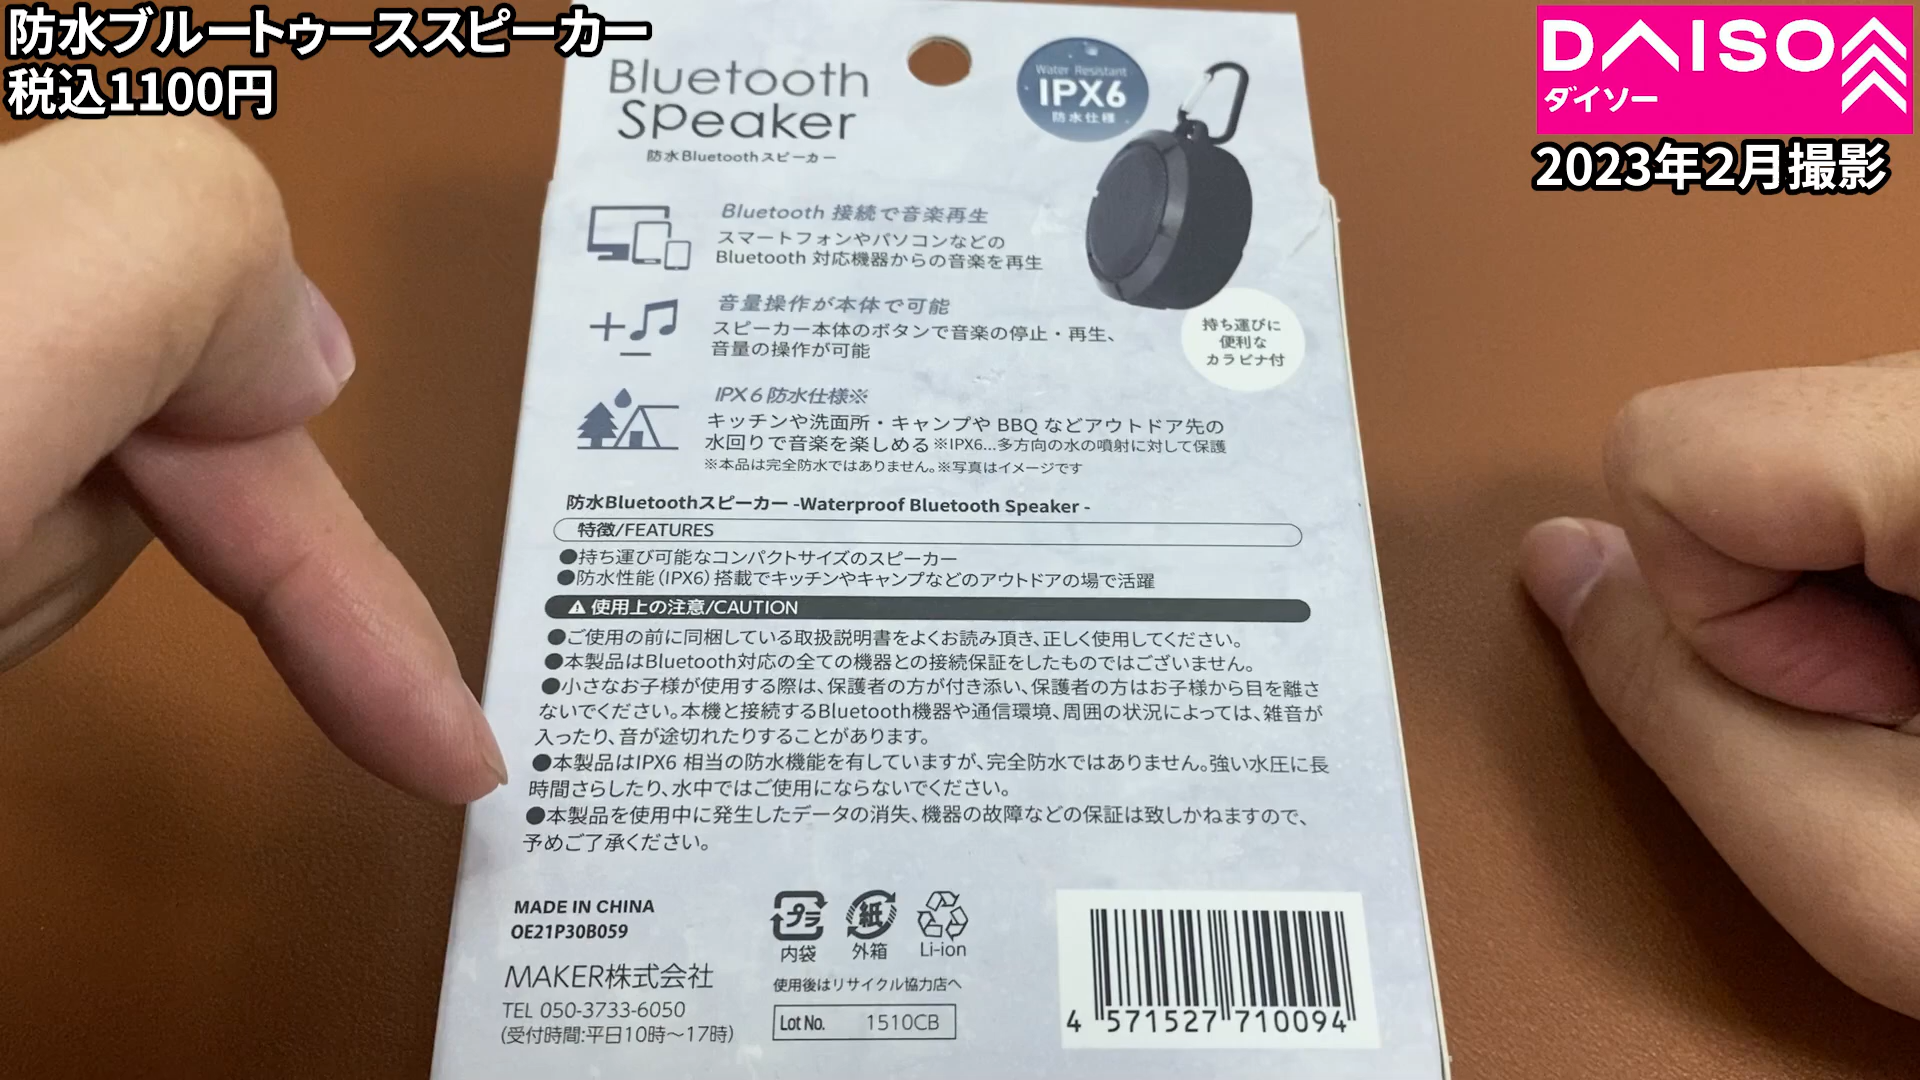 防水ブルートゥーススピーカー
税込1100円
DAISO
ダイソー
2023年2月撮影
Bluetooth
Speaker
防水Bluetoothスピーカー
Water Resistant
IPX6
防水仕様
Bluetooth 接続で音楽再生
スマートフォンやパソコンなどの
Bluetooth 対応機器からの音楽を再生
音量操作が本体で可能
スピーカー本体のボタンで音楽の停止・再生、
音量の操作が可能
持ち運びに
便利な
カラビナ付
IPX6 防水仕様※
キッチンや洗面所・キャンプや BBQ などアウトドア先の
水回りで音楽を楽しめる ※IPX6...多方向の水の噴射に対して保護
※本品は完全防水ではありません。※写真はイメージです
防水Bluetoothスピーカー -Waterproof Bluetooth Speaker -
特徴/FEATURES
●持ち運び可能なコンパクトサイズのスピーカー
●防水性能(IPX6)搭載でキッチンやキャンプなどのアウトドアの場で活躍
⚠使用上の注意/CAUTION
●ご使用の前に同梱している取扱説明書をよくお読み頂き、正しく使用してください。
●本製品はBluetooth対応の全ての機器との接続保証をしたものではございません。
●小さなお子様が使用する際は、保護者の方が付き添い、保護者の方はお子様から目を離さ
ないでください。本機と接続するBluetooth機器や通信環境、周囲の状況によっては、雑音が
入ったり、音が途切れたりすることがあります。
●本製品はIPX6 相当の防水機能を有していますが、完全防水ではありません。強い水圧に長
時間さらしたり、水中ではご使用にならないでください。
●本製品を使用中に発生したデータの消失、機器の故障などの保証は致しかねますので、
予めご了承ください。
MADE IN CHINA
OE21P30B059
MAKER株式会社
TEL 050-3733-6050
(受付時間:平日10時〜17時)
プラ
内袋
紙
外箱
Li-ion
使用後はリサイクル協力店へ
Lot No. 1510CB
4 571527 710094